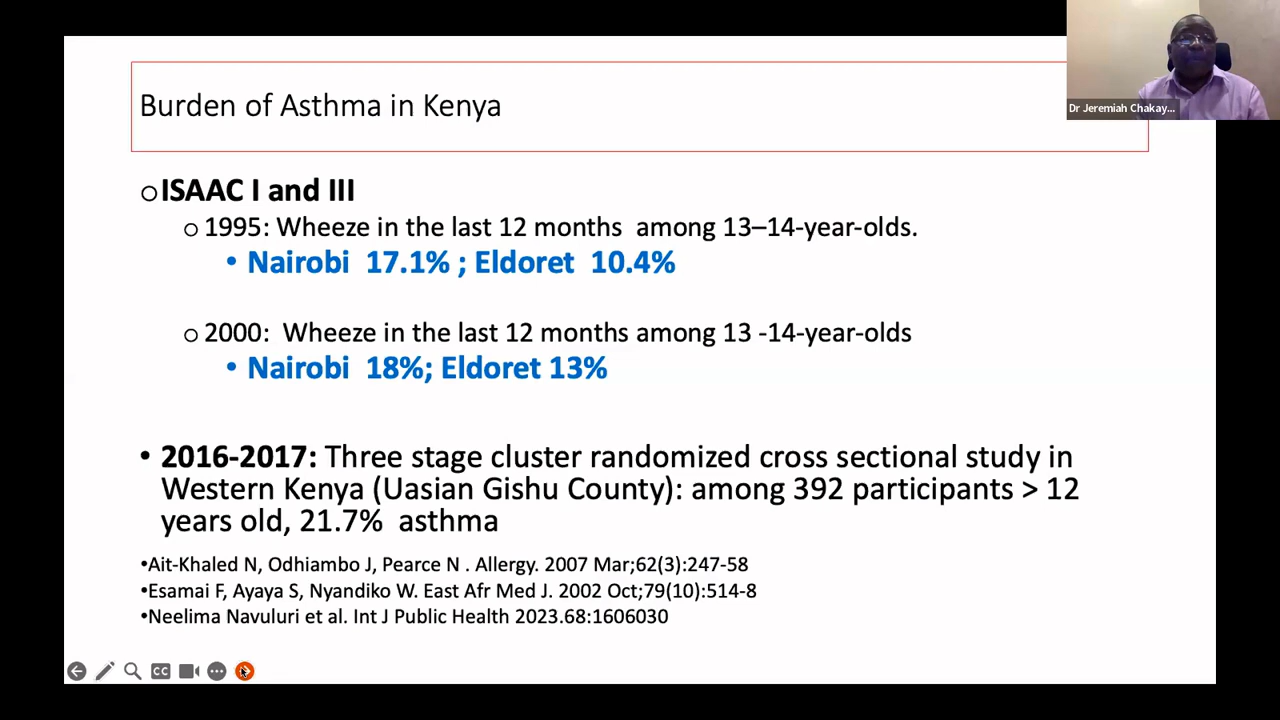 Dr Jeremiah Chakay...
Burden of Asthma in Kenya
ISAAC I and III
1995: Wheeze in the last 12 months among 13–14-year-olds.
• Nairobi 17.1% ; Eldoret 10.4%
2000: Wheeze in the last 12 months among 13 -14-year-olds
• Nairobi 18%; Eldoret 13%
• 2016-2017: Three stage cluster randomized cross sectional study in
Western Kenya (Uasian Gishu County): among 392 participants > 12
years old, 21.7% asthma
•Ait-Khaled N, Odhiambo J, Pearce N . Allergy. 2007 Mar;62(3):247-58
•Esamai F, Ayaya S, Nyandiko W. East Afr Med J. 2002 Oct;79(10):514-8
•Neelima Navuluri et al. Int J Public Health 2023.68:1606030
CC